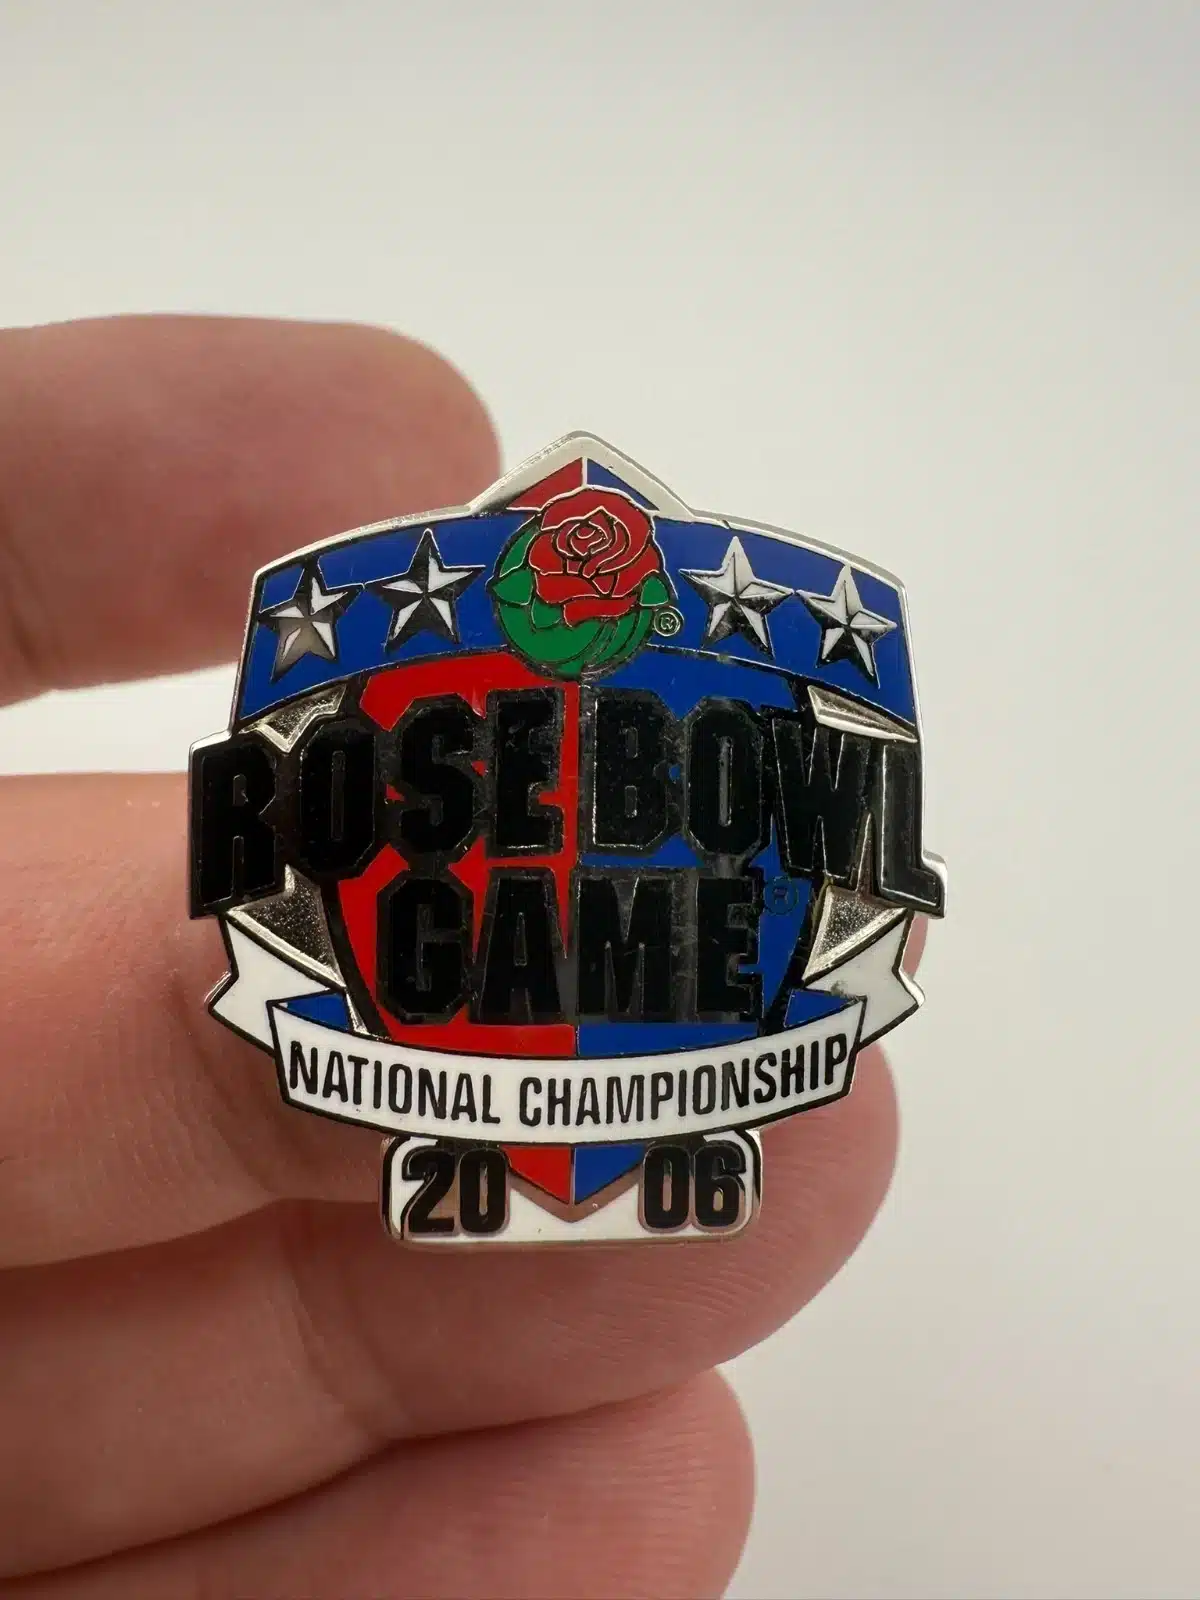 ®
ROSE BOWL
GAME®
NATIONAL CHAMPIONSHIP
20 06